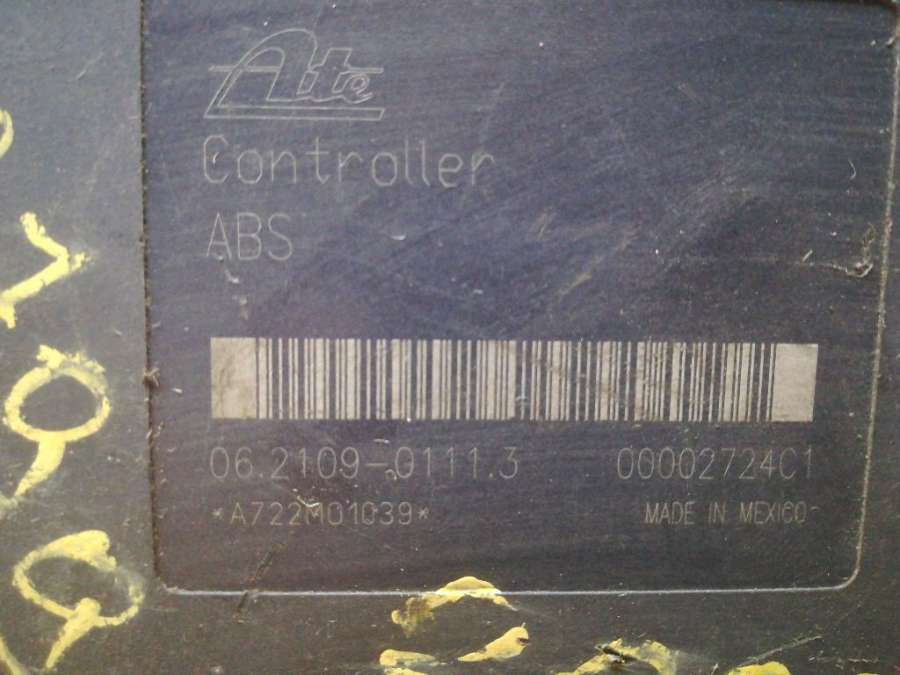 Ate
Controller
ABS
06.2109-0111.3 00002724C1
*A722M01039* MADE IN MEXICO